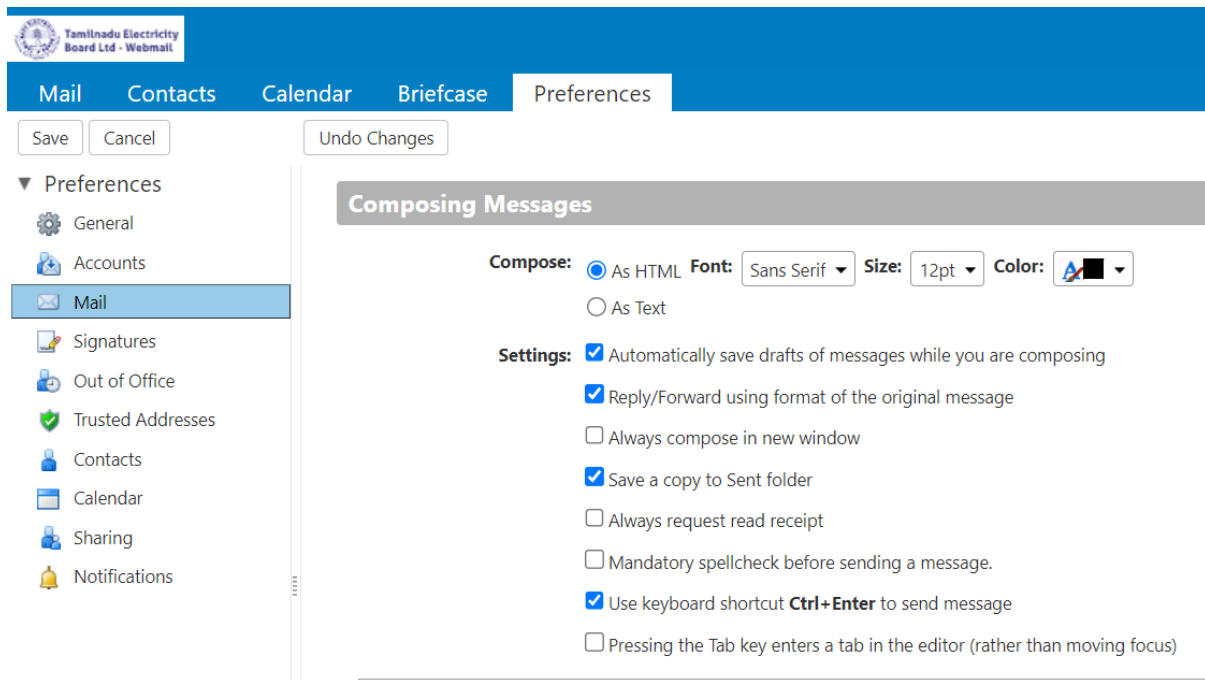 Tamilnadu Electricity
Board Ltd - Webmail
Mail Contacts Calendar Briefcase Preferences
Save Cancel Undo Changes
Preferences
General
Accounts
Mail
Signatures
Out of Office
Trusted Addresses
Contacts
Calendar
Sharing
Notifications
Composing Messages
Compose: As HTML Font: Sans Serif Size: 12pt Color:
As Text
Settings: Automatically save drafts of messages while you are composing
Reply/Forward using format of the original message
Always compose in new window
Save a copy to Sent folder
Always request read receipt
Mandatory spellcheck before sending a message.
Use keyboard shortcut Ctrl+Enter to send message
Pressing the Tab key enters a tab in the editor (rather than moving focus)